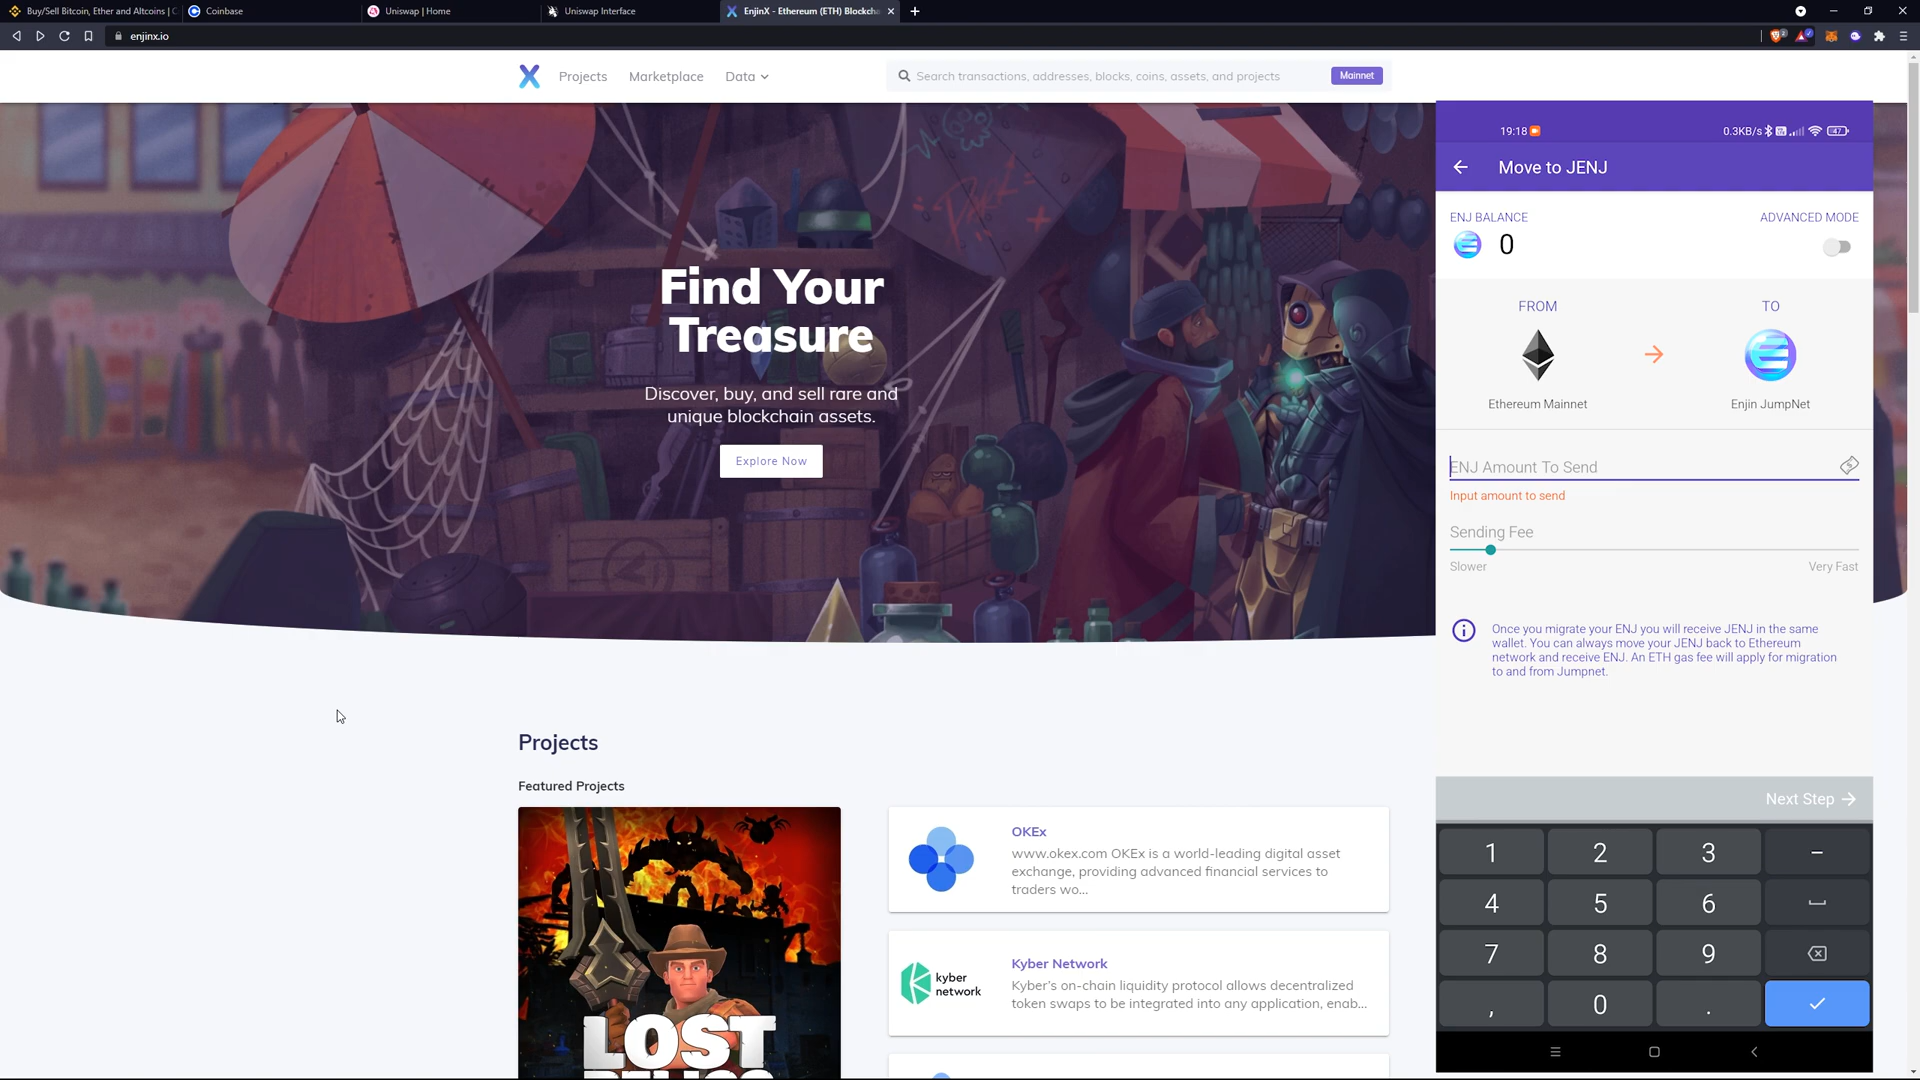 Buy/Sell Bitcoin, Ether and Altcoins | C
Coinbase
Uniswap | Home
Uniswap Interface
EnjinX - Ethereum (ETH) Blockcha
enjinx.io
Projects
Marketplace
Data
Search transactions, addresses, blocks, coins, assets, and projects
Mainnet
Find Your
Treasure
Discover, buy, and sell rare and
unique blockchain assets.
Explore Now
Projects
Featured Projects
LOST
OKEx
www.okex.com OKEx is a world-leading digital asset
exchange, providing advanced financial services to
traders wo...
kyber
network
Kyber Network
Kyber's on-chain liquidity protocol allows decentralized
token swaps to be integrated into any application, enab...
19:18
0.3KB/s
47
Move to JENJ
ENJ BALANCE
ADVANCED MODE
0
FROM
TO
Ethereum Mainnet
Enjin JumpNet
ENJ Amount To Send
Input amount to send
Sending Fee
Slower
Very Fast
Once you migrate your ENJ you will receive JENJ in the same
wallet. You can always move your JENJ back to Ethereum
network and receive ENJ. An ETH gas fee will apply for migration
to and from Jumpnet.
Next Step
1 2 3 –
4 5 6
7 8 9
, 0 .